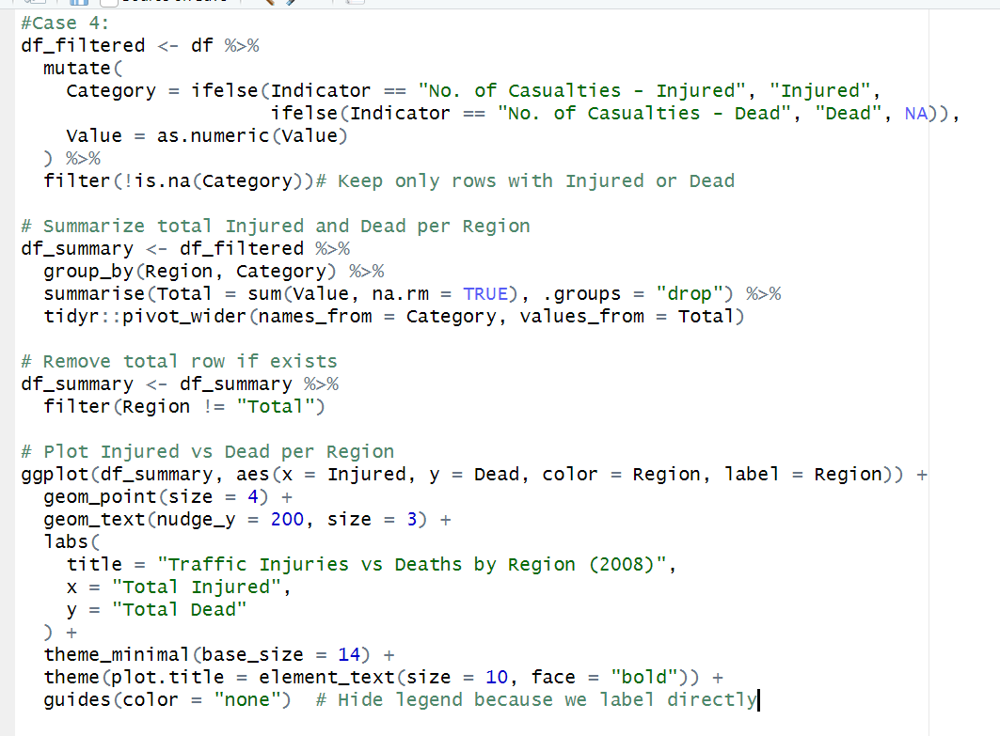 #Case 4:
df_filtered <- df %>%
  mutate(
    Category = ifelse(Indicator == "No. of Casualties - Injured", "Injured",
                      ifelse(Indicator == "No. of Casualties - Dead", "Dead", NA)),
    Value = as.numeric(Value)
  ) %>%
  filter(!is.na(Category))# Keep only rows with Injured or Dead

# Summarize total Injured and Dead per Region
df_summary <- df_filtered %>%
  group_by(Region, Category) %>%
  summarise(Total = sum(Value, na.rm = TRUE), .groups = "drop") %>%
  tidyr::pivot_wider(names_from = Category, values_from = Total)

# Remove total row if exists
df_summary <- df_summary %>%
  filter(Region != "Total")

# Plot Injured vs Dead per Region
ggplot(df_summary, aes(x = Injured, y = Dead, color = Region, label = Region)) +
  geom_point(size = 4) +
  geom_text(nudge_y = 200, size = 3) +
  labs(
    title = "Traffic Injuries vs Deaths by Region (2008)",
    x = "Total Injured",
    y = "Total Dead"
  ) +
  theme_minimal(base_size = 14) +
  theme(plot.title = element_text(size = 10, face = "bold")) +
  guides(color = "none")  # Hide legend because we label directly